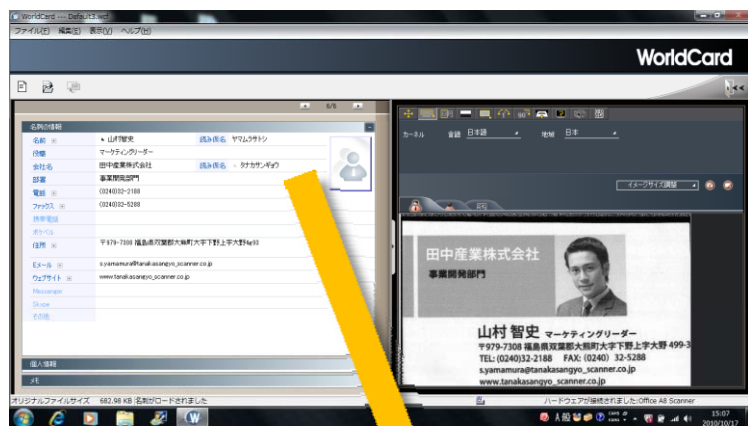 WorldCard --- Default3.wcf
ファイル(F) 編集(E) 表示(V) ヘルプ(H)
WorldCard
6/6
名刺の情報
名前 山村智史 読み仮名 ヤマムラサトシ
役職 マーケティングリーダー
会社名 田中産業株式会社 読み仮名 タナカサンギョウ
部署 事業開発部門
電話 (0240)32-2188
ファックス (0240)32-5288
携帯電話
ポケベル
住所 〒979-7308 福島県双葉郡大熊町大字下野上字大野
Eメール s.yamamura@tanakasangyo_scanner.co.jp
ウェブサイト www.tanakasangyo_scanner.co.jp
Messenger
Skype
その他
個人情報
メモ
言語 日本語 地域 日本
イメージサイズ調整
田中産業株式会社
事業開発部門
山村 智史 マーケティングリーダー
〒979-7308 福島県双葉郡大熊町大字下野上字大野 499-3
TEL: (0240)32-2188 FAX: (0240) 32-5288
s.yamamura@tanakasangyo_scanner.co.jp
www.tanakasangyo_scanner.co.jp
オリジナルファイルサイズ 682.98 KB 名刺がロードされました
ハードウェアが接続されました:Office A8 Scanner
A 般
15:07
2010/10/17